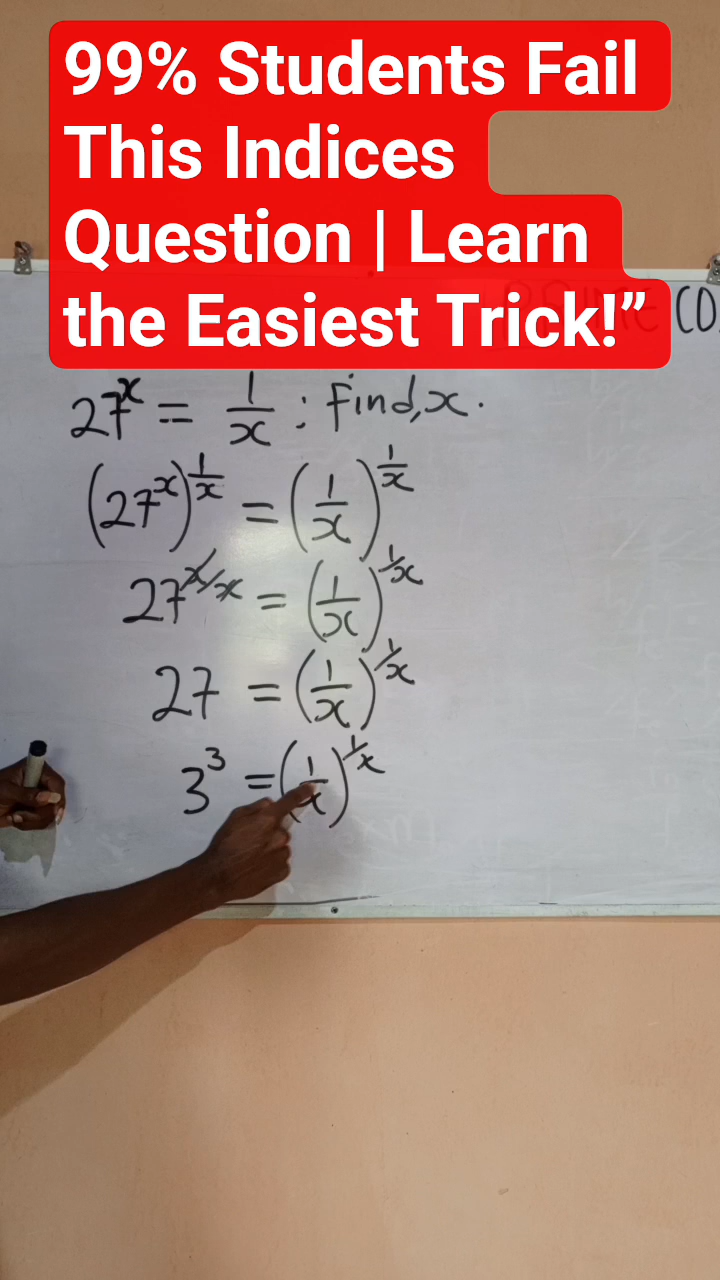 99% Students Fail
This Indices
Question | Learn
the Easiest Trick!”
27^x = 1/x : Find, x.
(27^x)^(1/x) = (1/x)^(1/x)
27^(x/x) = (1/x)^(1/x)
27 = (1/x)^(1/x)
3^3 = (1/x)^(1/x)